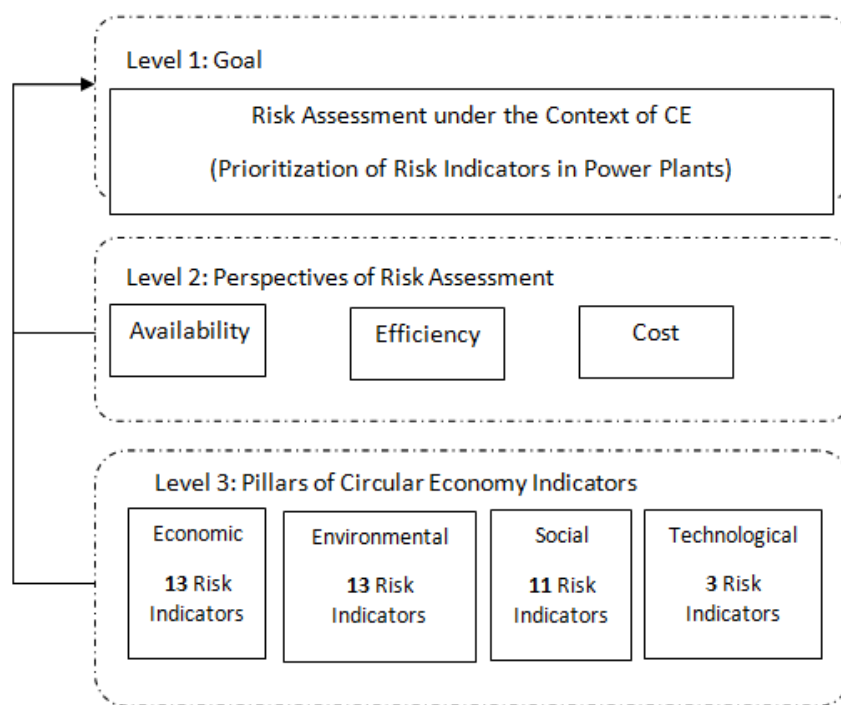 Level 1: Goal
Risk Assessment under the Context of CE
(Prioritization of Risk Indicators in Power Plants)
Level 2: Perspectives of Risk Assessment
Availability
Efficiency
Cost
Level 3: Pillars of Circular Economy Indicators
Economic
13 Risk
Indicators
Environmental
13 Risk
Indicators
Social
11 Risk
Indicators
Technological
3 Risk
Indicators